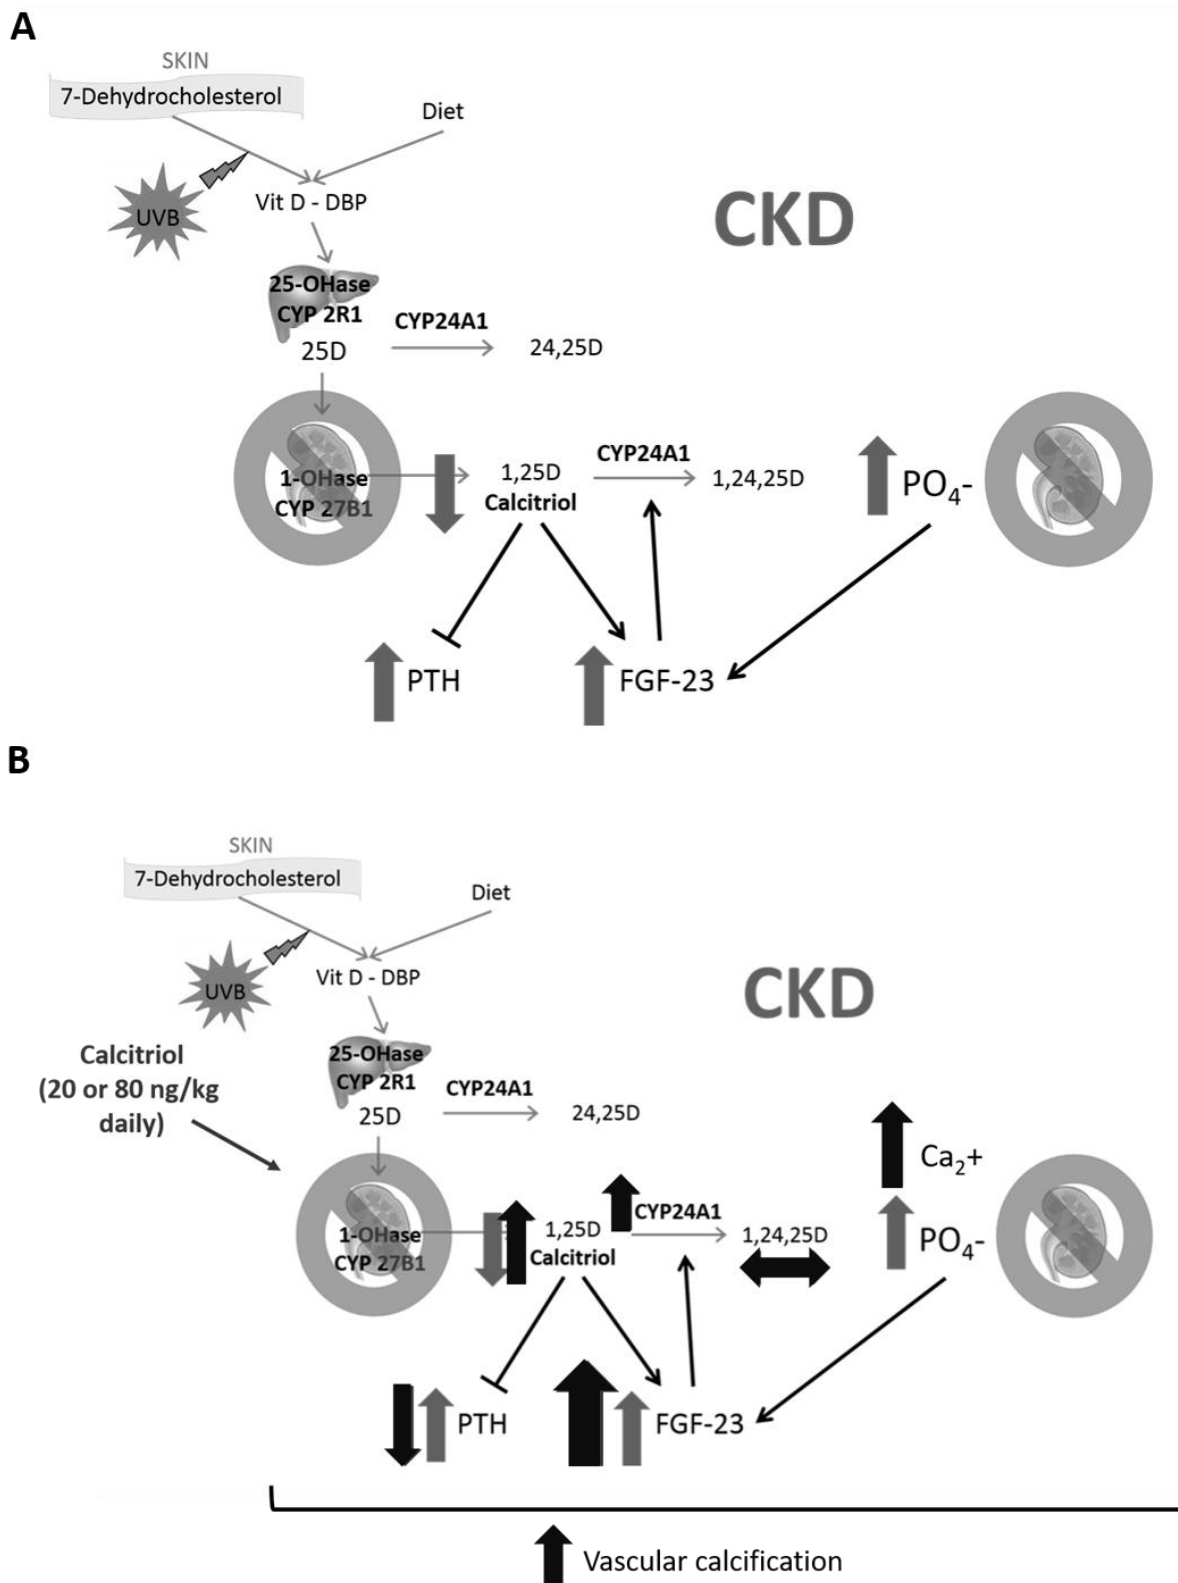 A
SKIN
7-Dehydrocholesterol
Diet
UVB
Vit D - DBP
CKD
25-OHase
CYP 2R1
CYP24A1
25D
24,25D
1-OHase
CYP 27B1
1,25D
Calcitriol
CYP24A1
1,24,25D
PO₄-
PTH
FGF-23
B
SKIN
7-Dehydrocholesterol
Diet
UVB
Vit D - DBP
CKD
Calcitriol
(20 or 80 ng/kg
daily)
25-OHase
CYP 2R1
CYP24A1
25D
24,25D
Ca₂+
1-OHase
CYP 27B1
1,25D
Calcitriol
CYP24A1
1,24,25D
PO₄-
PTH
FGF-23
Vascular calcification